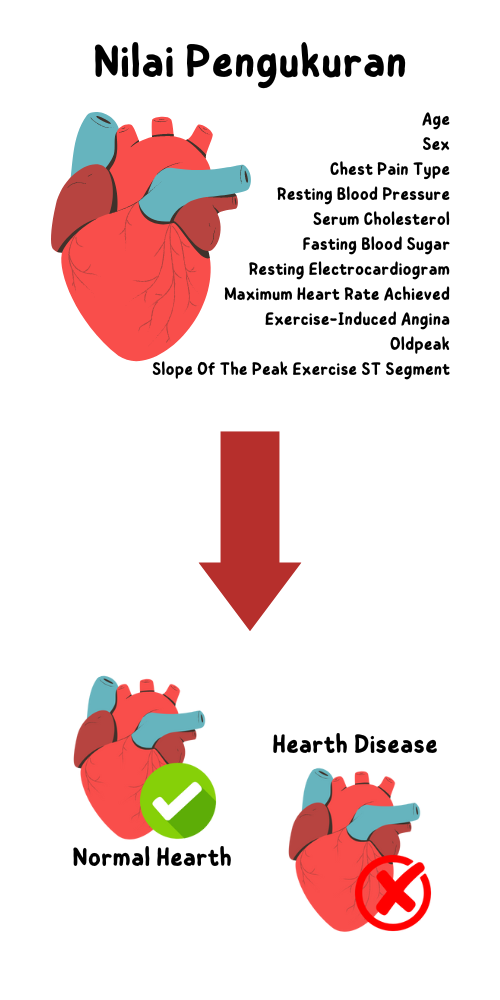 Nilai Pengukuran
Age
Sex
Chest Pain Type
Resting Blood Pressure
Serum Cholesterol
Fasting Blood Sugar
Resting Electrocardiogram
Maximum Heart Rate Achieved
Exercise-Induced Angina
Oldpeak
Slope Of The Peak Exercise ST Segment
Hearth Disease
Normal Hearth